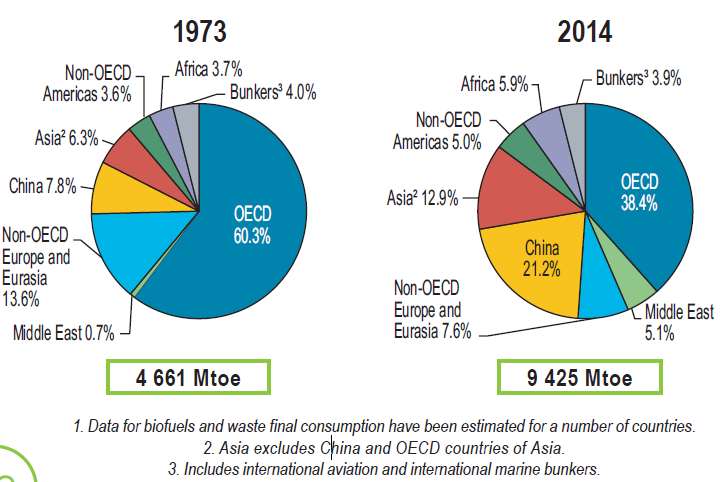 1973
Non-OECD
Americas 3.6%
Africa 3.7%
Bunkers³ 4.0%
Asia² 6.3%
China 7.8%
OECD
60.3%
Non-OECD
Europe and
Eurasia
13.6%
Middle East 0.7%
4 661 Mtoe
2014
Africa 5.9%
Bunkers³ 3.9%
Non-OECD
Americas 5.0%
OECD
38.4%
Asia² 12.9%
China
21.2%
Non-OECD
Europe and
Eurasia 7.6%
Middle East
5.1%
9 425 Mtoe
1. Data for biofuels and waste final consumption have been estimated for a number of countries.
2. Asia excludes China and OECD countries of Asia.
3. Includes international aviation and international marine bunkers.